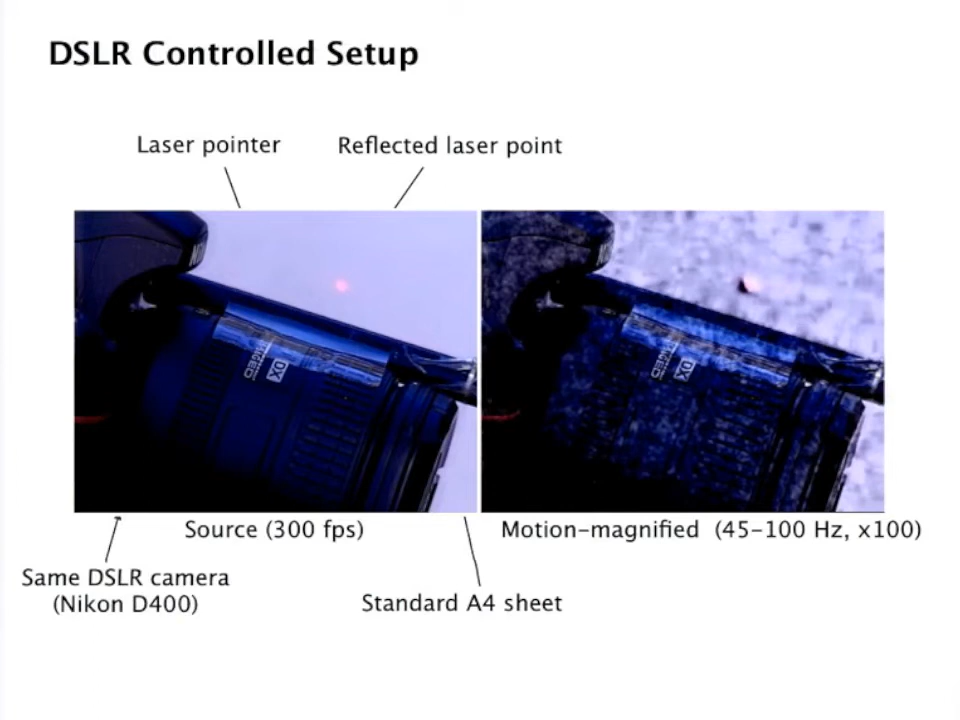 DSLR Controlled Setup
Laser pointer
Reflected laser point
DX
DX
Source (300 fps)
Motion-magnified (45-100 Hz, x100)
Same DSLR camera
(Nikon D400)
Standard A4 sheet